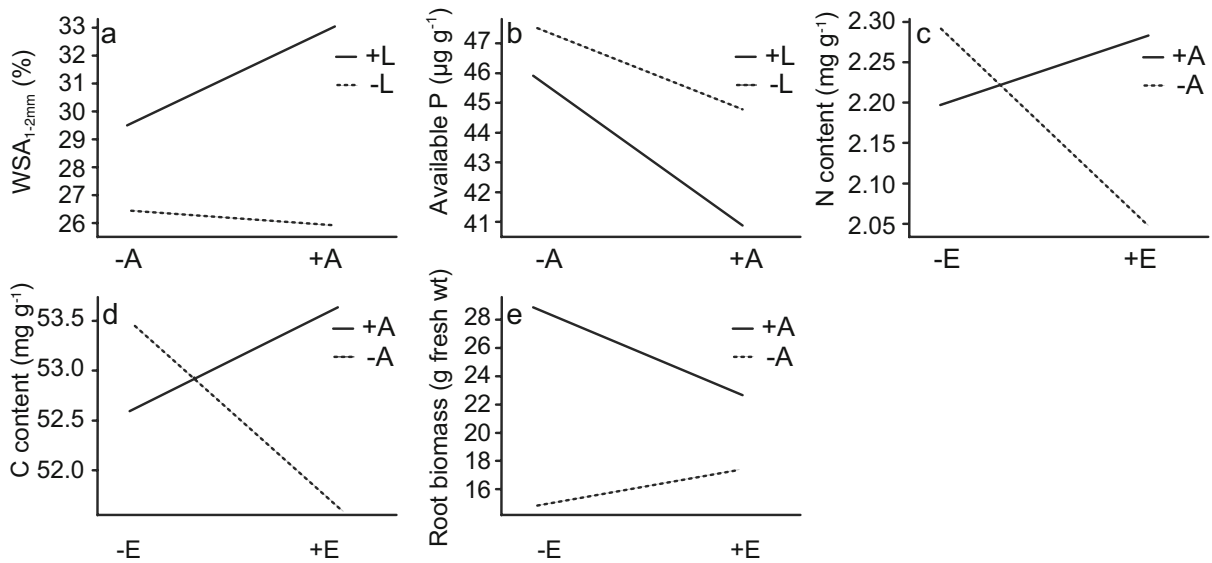 a
WSA1-2mm (%)
33
32
31
30
29
28
27
26
-A
+A
+L
-L
b
Available P (µg g-1)
47
46
45
44
43
42
41
-A
+A
+L
-L
c
N content (mg g-1)
2.30
2.25
2.20
2.15
2.10
2.05
-E
+E
+A
-A
d
C content (mg g-1)
53.5
53.0
52.5
52.0
-E
+E
+A
-A
e
Root biomass (g fresh wt)
28
26
24
22
20
18
16
-E
+E
+A
-A